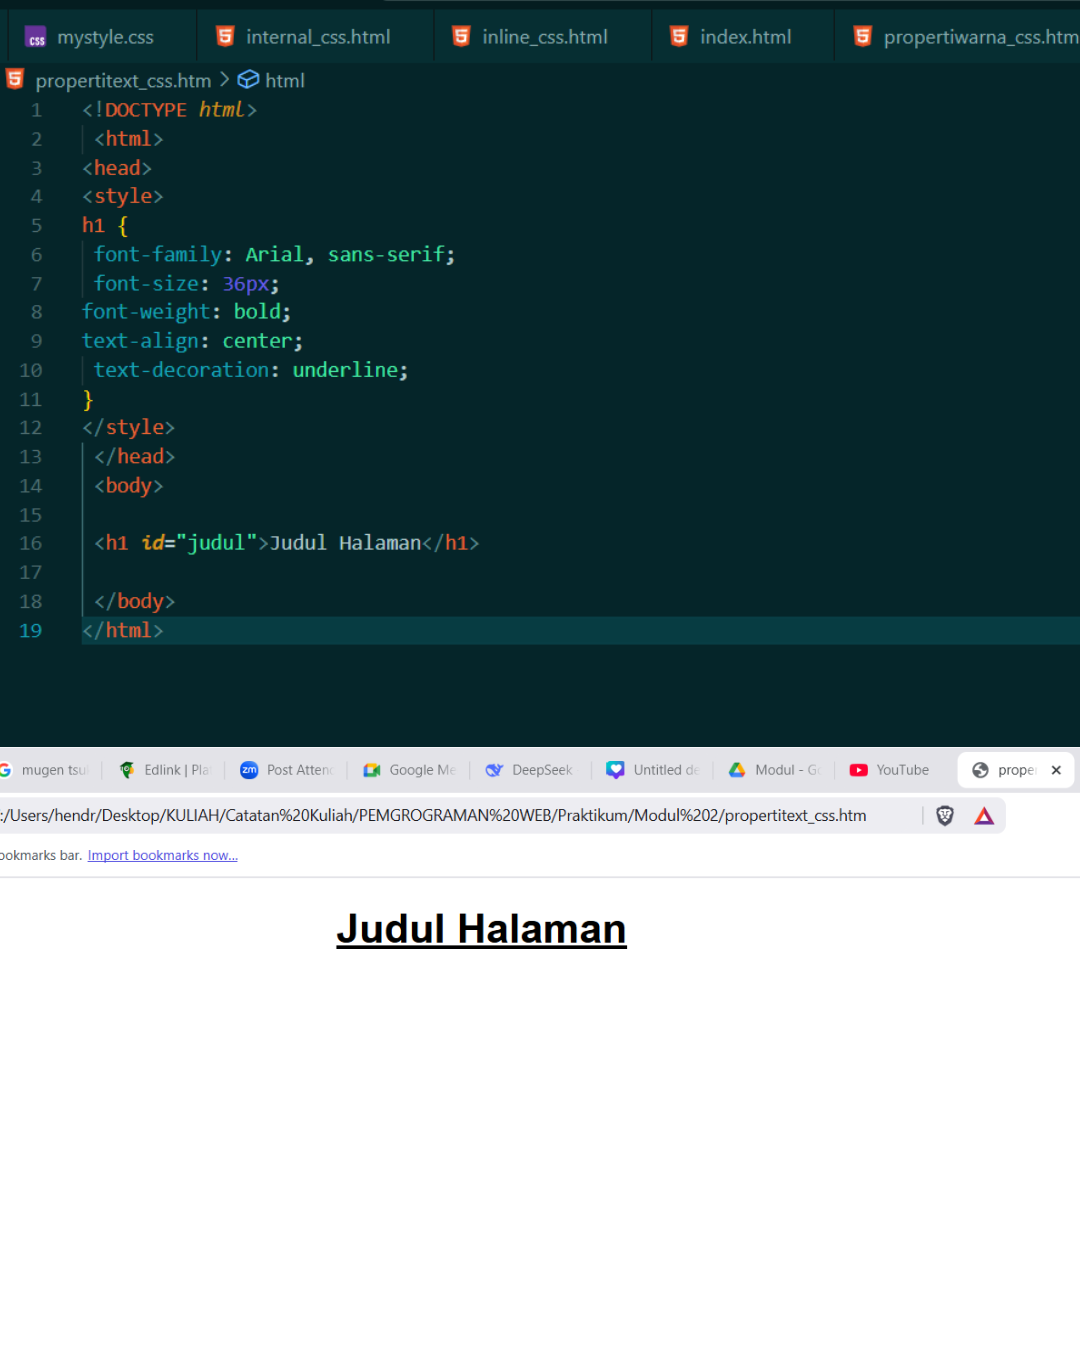 mystyle.css internal_css.html inline_css.html index.html propertiwarna_css.htm
propertitext_css.htm > html
1 <!DOCTYPE html>
2 <html>
3 <head>
4 <style>
5 h1 {
6 font-family: Arial, sans-serif;
7 font-size: 36px;
8 font-weight: bold;
9 text-align: center;
10 text-decoration: underline;
11 }
12 </style>
13 </head>
14 <body>
15
16 <h1 id="judul">Judul Halaman</h1>
17
18 </body>
19 </html>
mugen tsu Edlink | Pla zm Post Atten Google Me DeepSeek Untitled de Modul - Go YouTube prope
:/Users/hendr/Desktop/KULIAH/Catatan%20Kuliah/PEMGROGRAMAN%20WEB/Praktikum/Modul%202/propertitext_css.htm
ookmarks bar. Import bookmarks now...
Judul Halaman